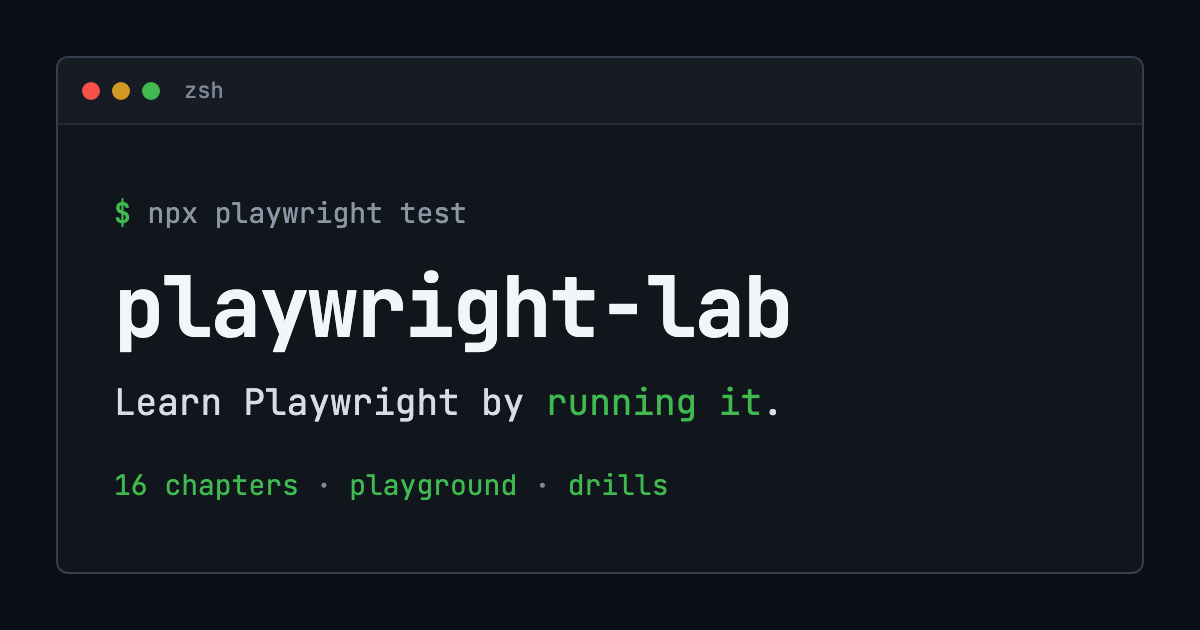 zsh
$ npx playwright test
playwright-lab
Learn Playwright by running it.
16 chapters · playground · drills